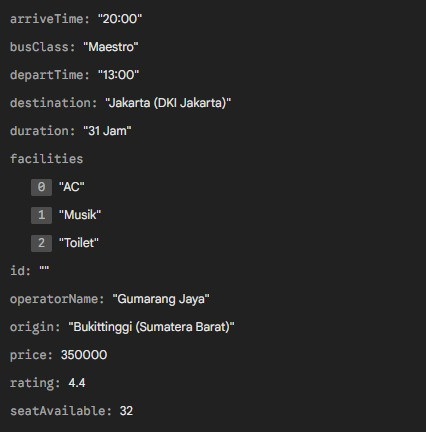 arriveTime: "20:00"
busClass: "Maestro"
departTime: "13:00"
destination: "Jakarta (DKI Jakarta)"
duration: "31 Jam"
facilities
0 "AC"
1 "Musik"
2 "Toilet"
id: ""
operatorName: "Gumarang Jaya"
origin: "Bukittinggi (Sumatera Barat)"
price: 350000
rating: 4.4
seatAvailable: 32